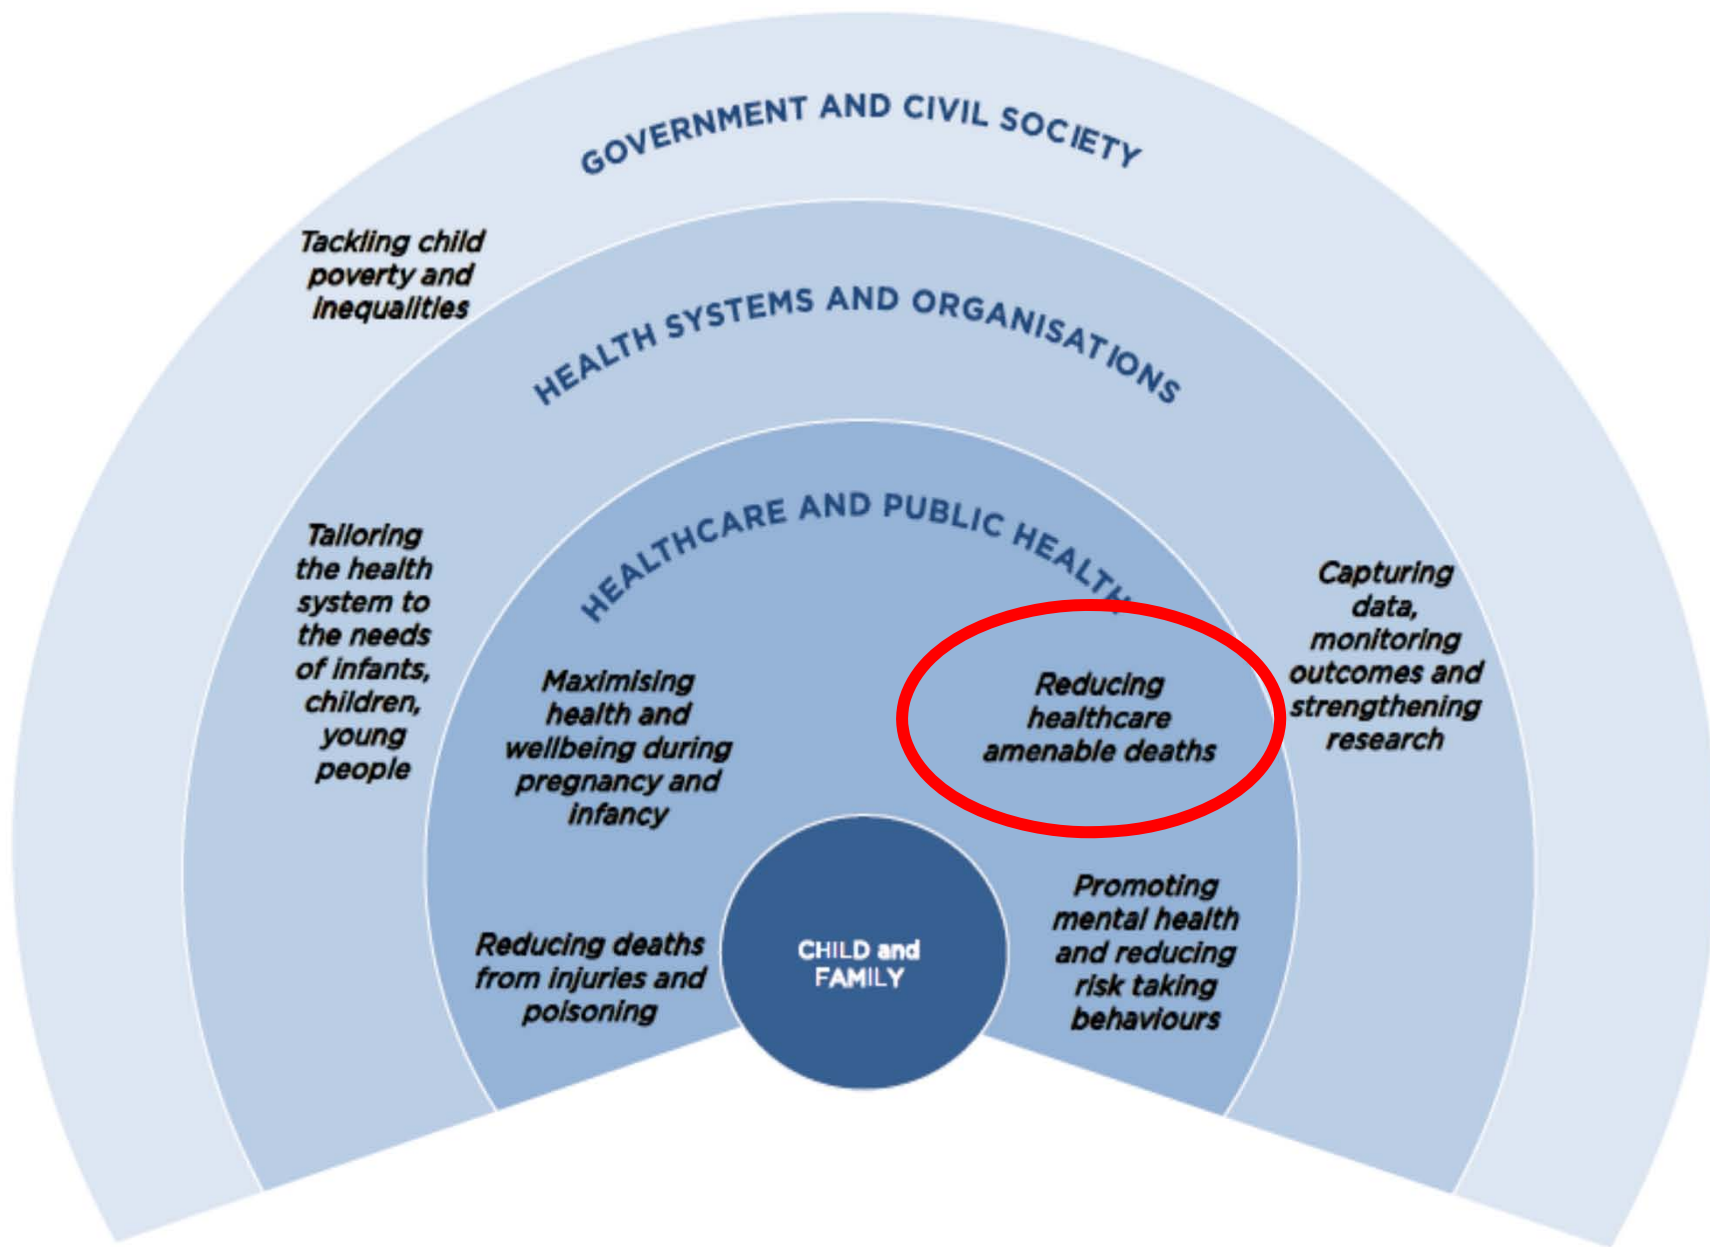 GOVERNMENT AND CIVIL SOCIETY
Tackling child
poverty and
inequalities
HEALTH SYSTEMS AND ORGANISATIONS
Tailoring
the health
system to
the needs
of infants,
children,
young
people
Capturing
data,
monitoring
outcomes and
strengthening
research
HEALTHCARE AND PUBLIC HEALTH
Maximising
health and
wellbeing during
pregnancy and
infancy
Reducing
healthcare
amenable deaths
Reducing deaths
from injuries and
poisoning
CHILD and
FAMILY
Promoting
mental health
and reducing
risk taking
behaviours